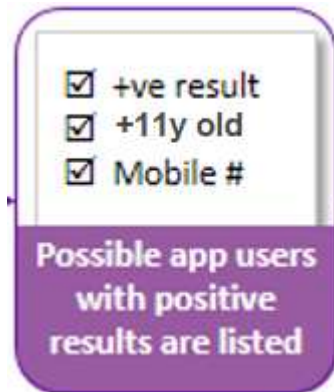 ☑ +ve result
☑ +11y old
☑ Mobile #
Possible app users
with positive
results are listed